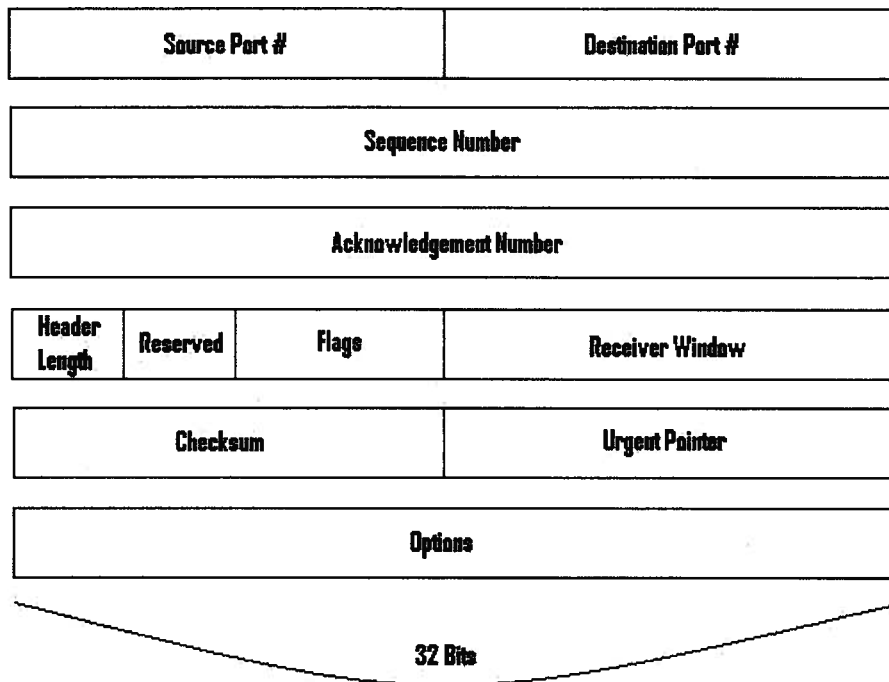 Source Port #
Destination Port #
Sequence Number
Acknowledgement Number
Header
Length
Reserved
Flags
Receiver Window
Checksum
Urgent Pointer
Options
32 Bits